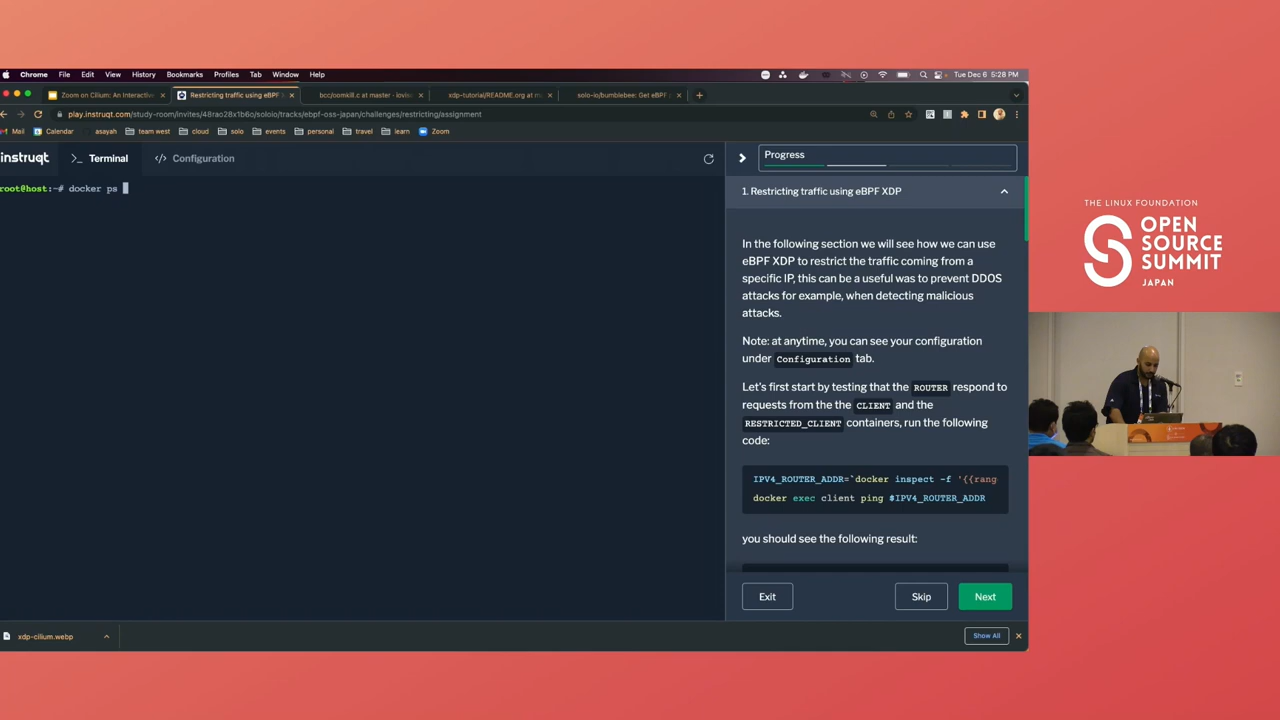 Chrome File Edit View History Bookmarks Profiles Tab Window Help
Tue Dec 6 5:28 PM
Zoom on Cilium: An Interactive
Restricting traffic using eBPF X
bcc/oomkill.c at master · iovis
xdp-tutorial/README.org at m
solo-io/bumblebee: Get eBPF
play.instruqt.com/study-room/invites/48rao28x1b6o/soloio/tracks/ebpf-oss-japan/challenges/restricting/assignment
Mail Calendar asayah team west cloud solo events personal travel learn Zoom
instruqt >_ Terminal </> Configuration
root@host:~# docker ps
Progress
1. Restricting traffic using eBPF XDP
In the following section we will see how we can use
eBPF XDP to restrict the traffic coming from a
specific IP, this can be a useful was to prevent DDOS
attacks for example, when detecting malicious
attacks.
Note: at anytime, you can see your configuration
under Configuration tab.
Let's first start by testing that the ROUTER respond to
requests from the the CLIENT and the
RESTRICTED_CLIENT containers, run the following
code:
IPV4_ROUTER_ADDR=`docker inspect -f '{{rang
docker exec client ping $IPV4_ROUTER_ADDR
you should see the following result:
Exit Skip Next
xdp-cilium.webp
Show All
THE LINUX FOUNDATION
OPEN
SOURCE
SUMMIT
JAPAN